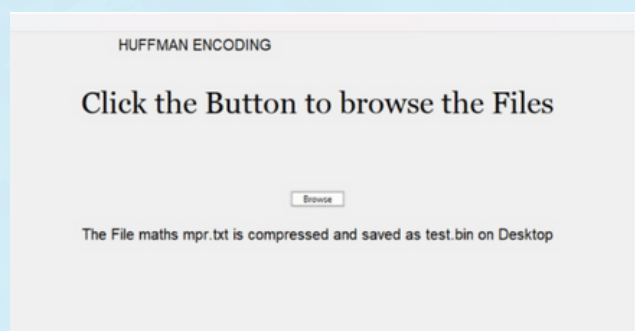 HUFFMAN ENCODING
Click the Button to browse the Files
Browse
The File maths mpr.txt is compressed and saved as test.bin on Desktop